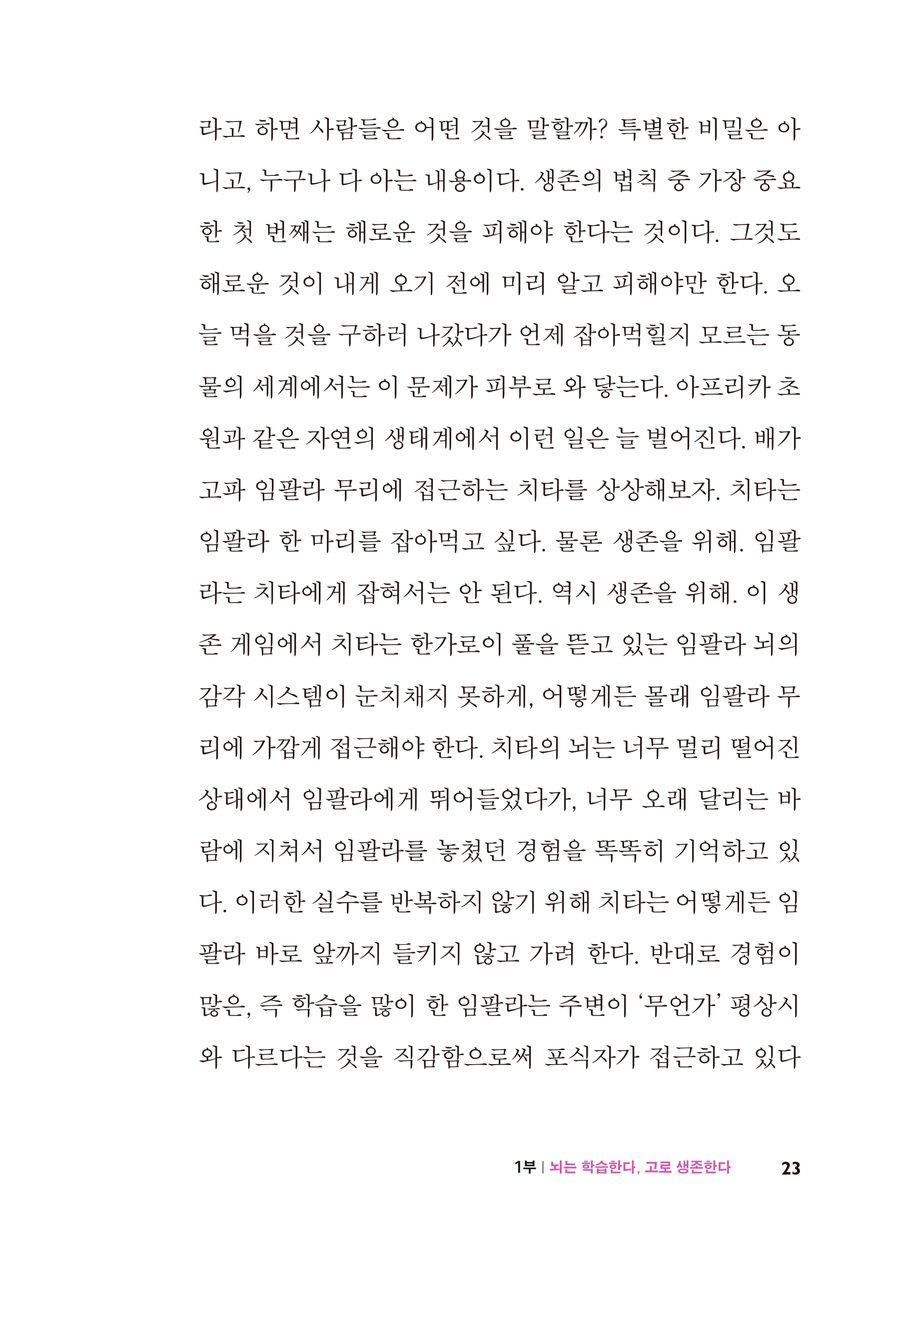 라고 하면 사람들은 어떤 것을 말할까? 특별한 비밀은 아
니고, 누구나 다 아는 내용이다. 생존의 법칙 중 가장 중요
한 첫 번째는 해로운 것을 피해야 한다는 것이다. 그것도
해로운 것이 내게 오기 전에 미리 알고 피해야만 한다. 오
늘 먹을 것을 구하러 나갔다가 언제 잡아먹힐지 모르는 동
물의 세계에서는 이 문제가 피부로 와 닿는다. 아프리카 초
원과 같은 자연의 생태계에서 이런 일은 늘 벌어진다. 배가
고파 임팔라 무리에 접근하는 치타를 상상해보자. 치타는
임팔라 한 마리를 잡아먹고 싶다. 물론 생존을 위해. 임팔
라는 치타에게 잡혀서는 안 된다. 역시 생존을 위해. 이 생
존 게임에서 치타는 한가로이 풀을 뜯고 있는 임팔라 뇌의
감각 시스템이 눈치채지 못하게, 어떻게든 몰래 임팔라 무
리에 가깝게 접근해야 한다. 치타의 뇌는 너무 멀리 떨어진
상태에서 임팔라에게 뛰어들었다가, 너무 오래 달리는 바
람에 지쳐서 임팔라를 놓쳤던 경험을 똑똑히 기억하고 있
다. 이러한 실수를 반복하지 않기 위해 치타는 어떻게든 임
팔라 바로 앞까지 들키지 않고 가려 한다. 반대로 경험이
많은, 즉 학습을 많이 한 임팔라는 주변이 ‘무언가’ 평상시
와 다르다는 것을 직감함으로써 포식자가 접근하고 있다
1부 | 뇌는 학습한다, 고로 생존한다 23